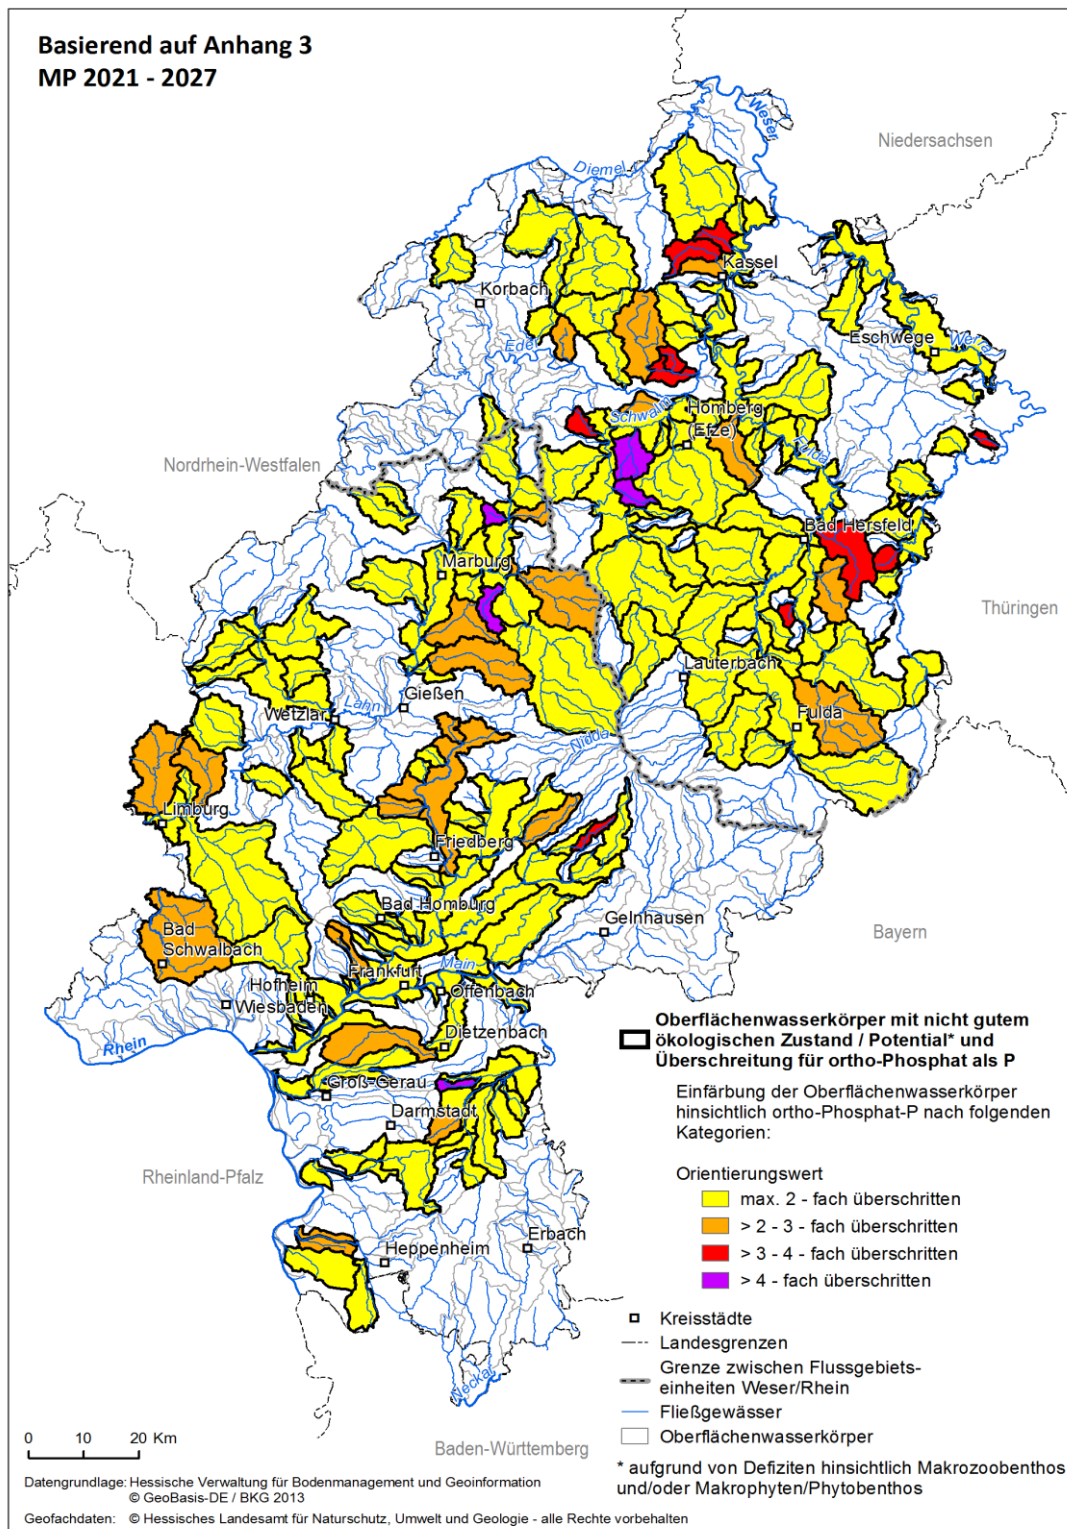 Basierend auf Anhang 3
MP 2021 - 2027
Weser
Niedersachsen
Diemel
Kassel
Korbach
Eder
Eschwege
Werra
Schwalm
Homberg
(Efze)
Fulda
Nordrhein-Westfalen
Bad Hersfeld
Marburg
Thüringen
Lauterbach
Gießen
Lahn
Wetzlar
Fulda
Nidda
Limburg
Friedberg
Bad Homburg
Gelnhausen
Bayern
Bad
Schwalbach
Main
Frankfurt
Hofheim
Offenbach
Wiesbaden
Rhein
Dietzenbach
Groß-Gerau
Darmstadt
Rheinland-Pfalz
Erbach
Heppenheim
Neckar
Baden-Württemberg
Oberflächenwasserkörper mit nicht gutem
ökologischen Zustand / Potential* und
Überschreitung für ortho-Phosphat als P
Einfärbung der Oberflächenwasserkörper
hinsichtlich ortho-Phosphat-P nach folgenden
Kategorien:
Orientierungswert
max. 2 - fach überschritten
> 2 - 3 - fach überschritten
> 3 - 4 - fach überschritten
> 4 - fach überschritten
Kreisstädte
Landesgrenzen
Grenze zwischen Flussgebiets-
einheiten Weser/Rhein
Fließgewässer
Oberflächenwasserkörper
* aufgrund von Defiziten hinsichtlich Makrozoobenthos
und/oder Makrophyten/Phytobenthos
0 10 20 Km
Datengrundlage: Hessische Verwaltung für Bodenmanagement und Geoinformation
© GeoBasis-DE / BKG 2013
Geofachdaten: © Hessisches Landesamt für Naturschutz, Umwelt und Geologie - alle Rechte vorbehalten